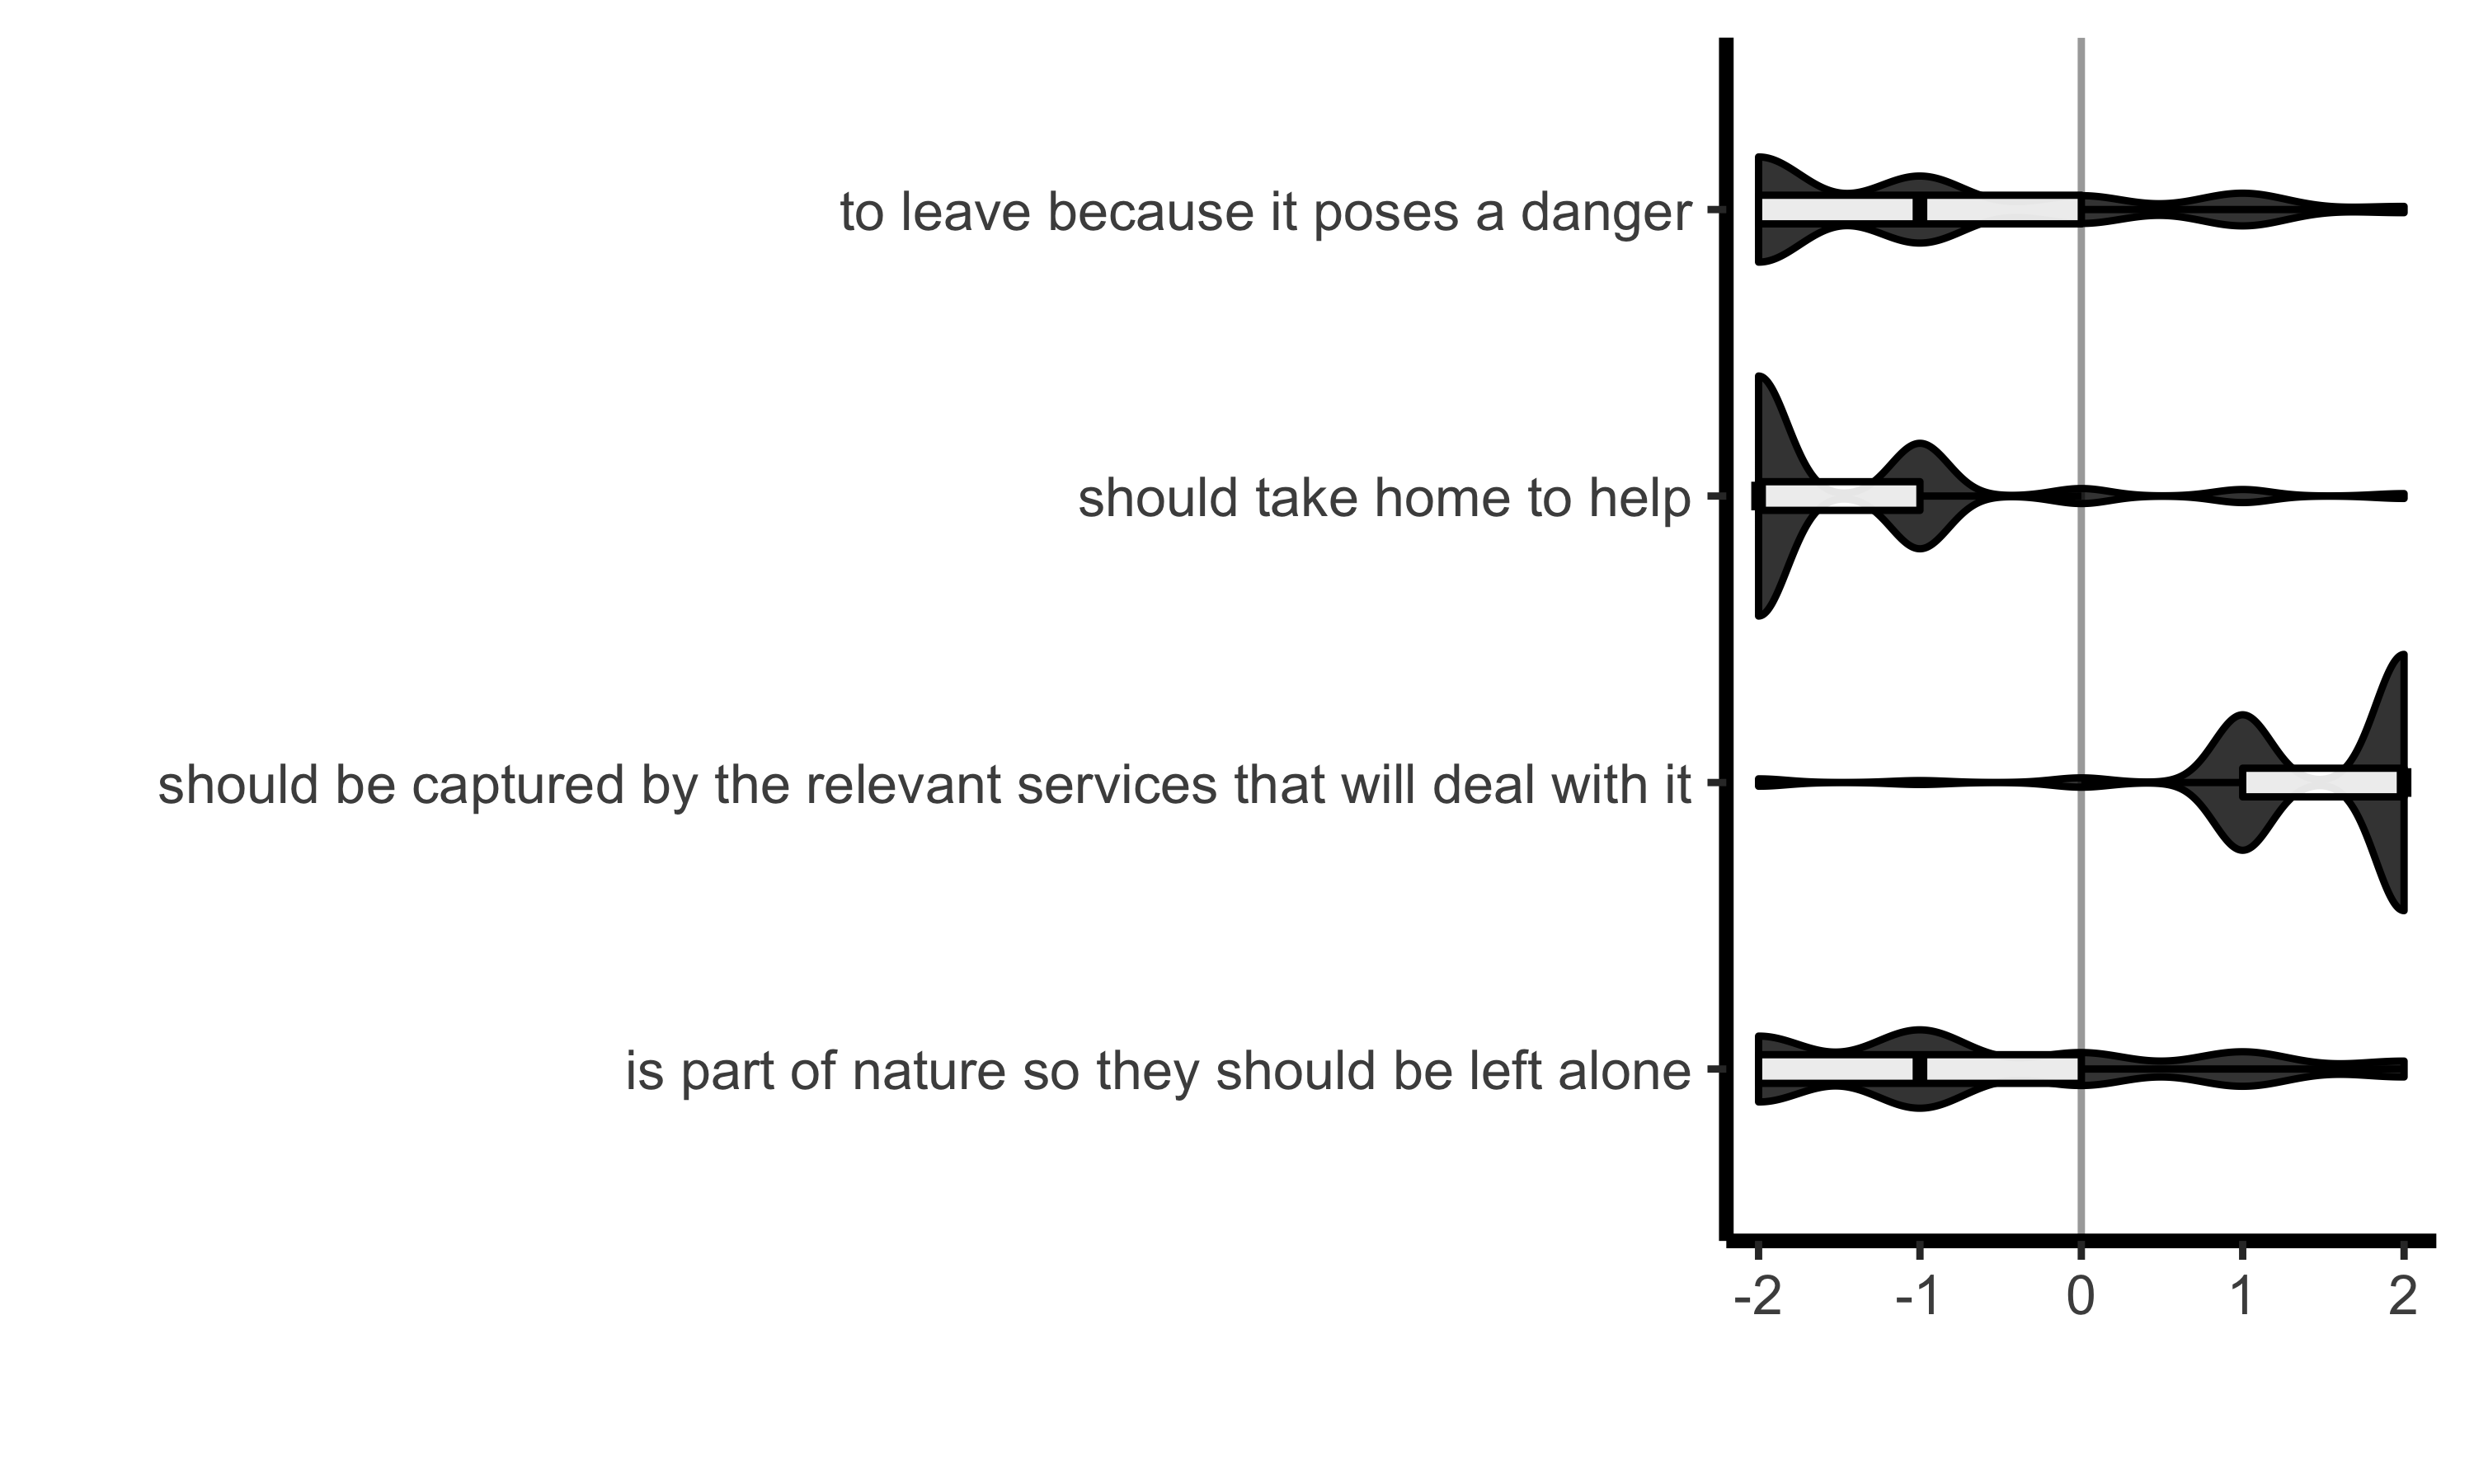 to leave because it poses a danger
should take home to help
should be captured by the relevant services that will deal with it
is part of nature so they should be left alone
-2 -1 0 1 2